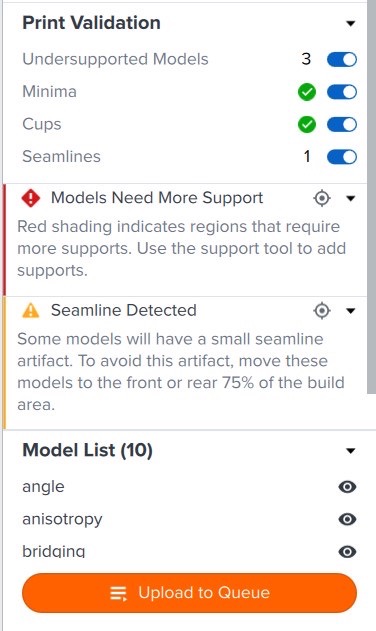 Print Validation
Undersupported Models 3
Minima
Cups
Seamlines 1
Models Need More Support
Red shading indicates regions that require
more supports. Use the support tool to add
supports.
Seamline Detected
Some models will have a small seamline
artifact. To avoid this artifact, move these
models to the front or rear 75% of the build
area.
Model List (10)
angle
anisotropy
bridging
Upload to Queue